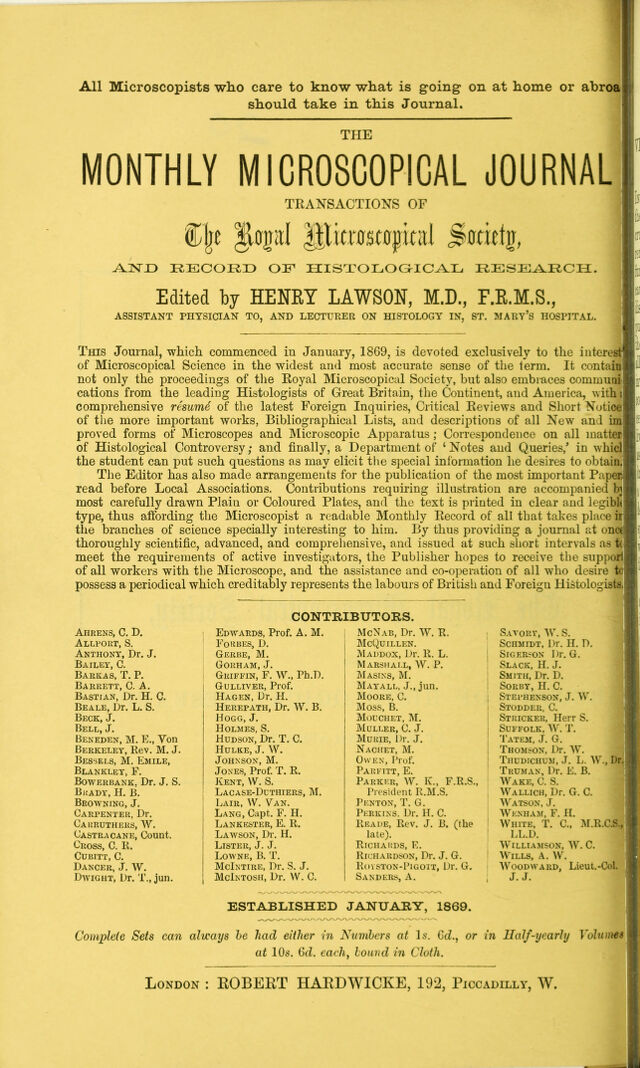 All Microscopists who care to know what is going on at home or abroa
should take in this Journal.
THE
MONTHLY MICROSCOPICAL JOURNAL
TRANSACTIONS OF
The Royal Microscopical Society,
AND RECORD OF HISTOLOGICAL RESEARCH.
Edited by HENRY LAWSON, M.D., F.R.M.S.,
ASSISTANT PHYSICIAN TO, AND LECTURER ON HISTOLOGY IN, ST. MARY'S HOSPITAL.
THIS Journal, which commenced in January, 1869, is devoted exclusively to the interest
of Microscopical Science in the widest and most accurate sense of the term. It contain
not only the proceedings of the Royal Microscopical Society, but also embraces communi
cations from the leading Histologists of Great Britain, the Continent, and America, with
comprehensive résumé of the latest Foreign Inquiries, Critical Reviews and Short Notice
of the more important works, Bibliographical Lists, and descriptions of all New and im
proved forms of Microscopes and Microscopic Apparatus; Correspondence on all matter
of Histological Controversy; and finally, a Department of 'Notes and Queries,' in which
the student can put such questions as may elicit the special information he desires to obtain.
The Editor has also made arrangements for the publication of the most important Paper
read before Local Associations. Contributions requiring illustration are accompanied by
most carefully drawn Plain or Coloured Plates, and the text is printed in clear and legible
type, thus affording the Microscopist a readable Monthly Record of all that takes place in
the branches of science specially interesting to him. By thus providing a journal at once
thoroughly scientific, advanced, and comprehensive, and issued at such short intervals as t
meet the requirements of active investigators, the Publisher hopes to receive the support
of all workers with the Microscope, and the assistance and co-operation of all who desire to
possess a periodical which creditably represents the labours of British and Foreign Histologists.
CONTRIBUTORS.
AHRENS, C. D.
ALLPORT, S.
ANTHONY, Dr. J.
BAILEY, C.
BARKAS, T. P.
BARRETT, C. A.
BASTIAN, Dr. H. C.
BEALE, Dr. L. S.
BECK, J.
BELL, J.
BENEDEN, M. E., Von
BERKELEY, Rev. M. J.
BESSELS, M. EMILE,
BLANKLEY, F.
BOWERBANK, Dr. J. S.
BRADY, H. B.
BROWNING, J.
CARPENTER, Dr.
CARRUTHERS, W.
CASTRACANE, Count.
CROSS, C. R.
CUBITT, C.
DANCER, J. W.
DWIGHT, Dr. T., jun.
EDWARDS, Prof. A. M.
FORBES, D.
GERBE, M.
GORHAM, J.
GRIFFIN, F. W., Ph.D.
GULLIVER, Prof.
HAGEN, Dr. H.
HEREPATH, Dr. W. B.
HOGG, J.
HOLMES, S.
HUDSON, Dr. T. C.
HULKE, J. W.
JOHNSON, M.
JONES, Prof. T. R.
KENT, W. S.
LACASE-DUTHIERS, M.
LAIR, W. VAN.
LANG, Capt. F. H.
LANKESTER, E. R.
LAWSON, Dr. H.
LISTER, J. J.
LOWNE, B. T.
MCINTIRE, Dr. S. J.
MCINTOSH, Dr. W. C.
MCNAB, Dr. W. R.
MCQUILLEN.
MADDOX, Dr. R. L.
MARSHALL, W. P.
MASINS, M.
MAYALL, J., jun.
MOORE, C.
MOSS, B.
MOUCHET, M.
MULLER, C. J.
MURIE, Dr. J.
NACHET, M.
OWEN, Prof.
PARFITT, E.
PARKER, W. K., F.R.S.,
President R.M.S.
PENTON, T. G.
PERKINS, Dr. H. C.
READE, Rev. J. B. (the
late).
RICHARDS, E.
RICHARDSON, Dr. J. G.
ROYSTON-PIGOTT, Dr. G.
SANDERS, A.
SAVORY, W. S.
SCHMIDT, Dr. H. D.
SIGERSON Dr. G.
SLACK, H. J.
SMITH, Dr. D.
SORBY, H. C.
STEPHENSON, J. W.
STODDER, C.
STRICKER, Herr S.
SUFFOLK, W. T.
TATEM, J. G.
THOMSON, Dr. W.
THUDICHUM, J. L. W., Dr.
TRUMAN, Dr. E. B.
WAKE, C. S.
WALLICH, Dr. G. C.
WATSON, J.
WENHAM, F. H.
WHITE, T. C., M.R.C.S.,
LL.D.
WILLIAMSON, W. C.
WILLS, A. W.
WOODWARD, Lieut.-Col.
J. J.
ESTABLISHED JANUARY, 1869.
Complete Sets can always be had either in Numbers at 1s. 6d., or in Half-yearly Volumes
at 10s. 6d. each, bound in Cloth.
LONDON: ROBERT HARDWICKE, 192, PICCADILLY, W.